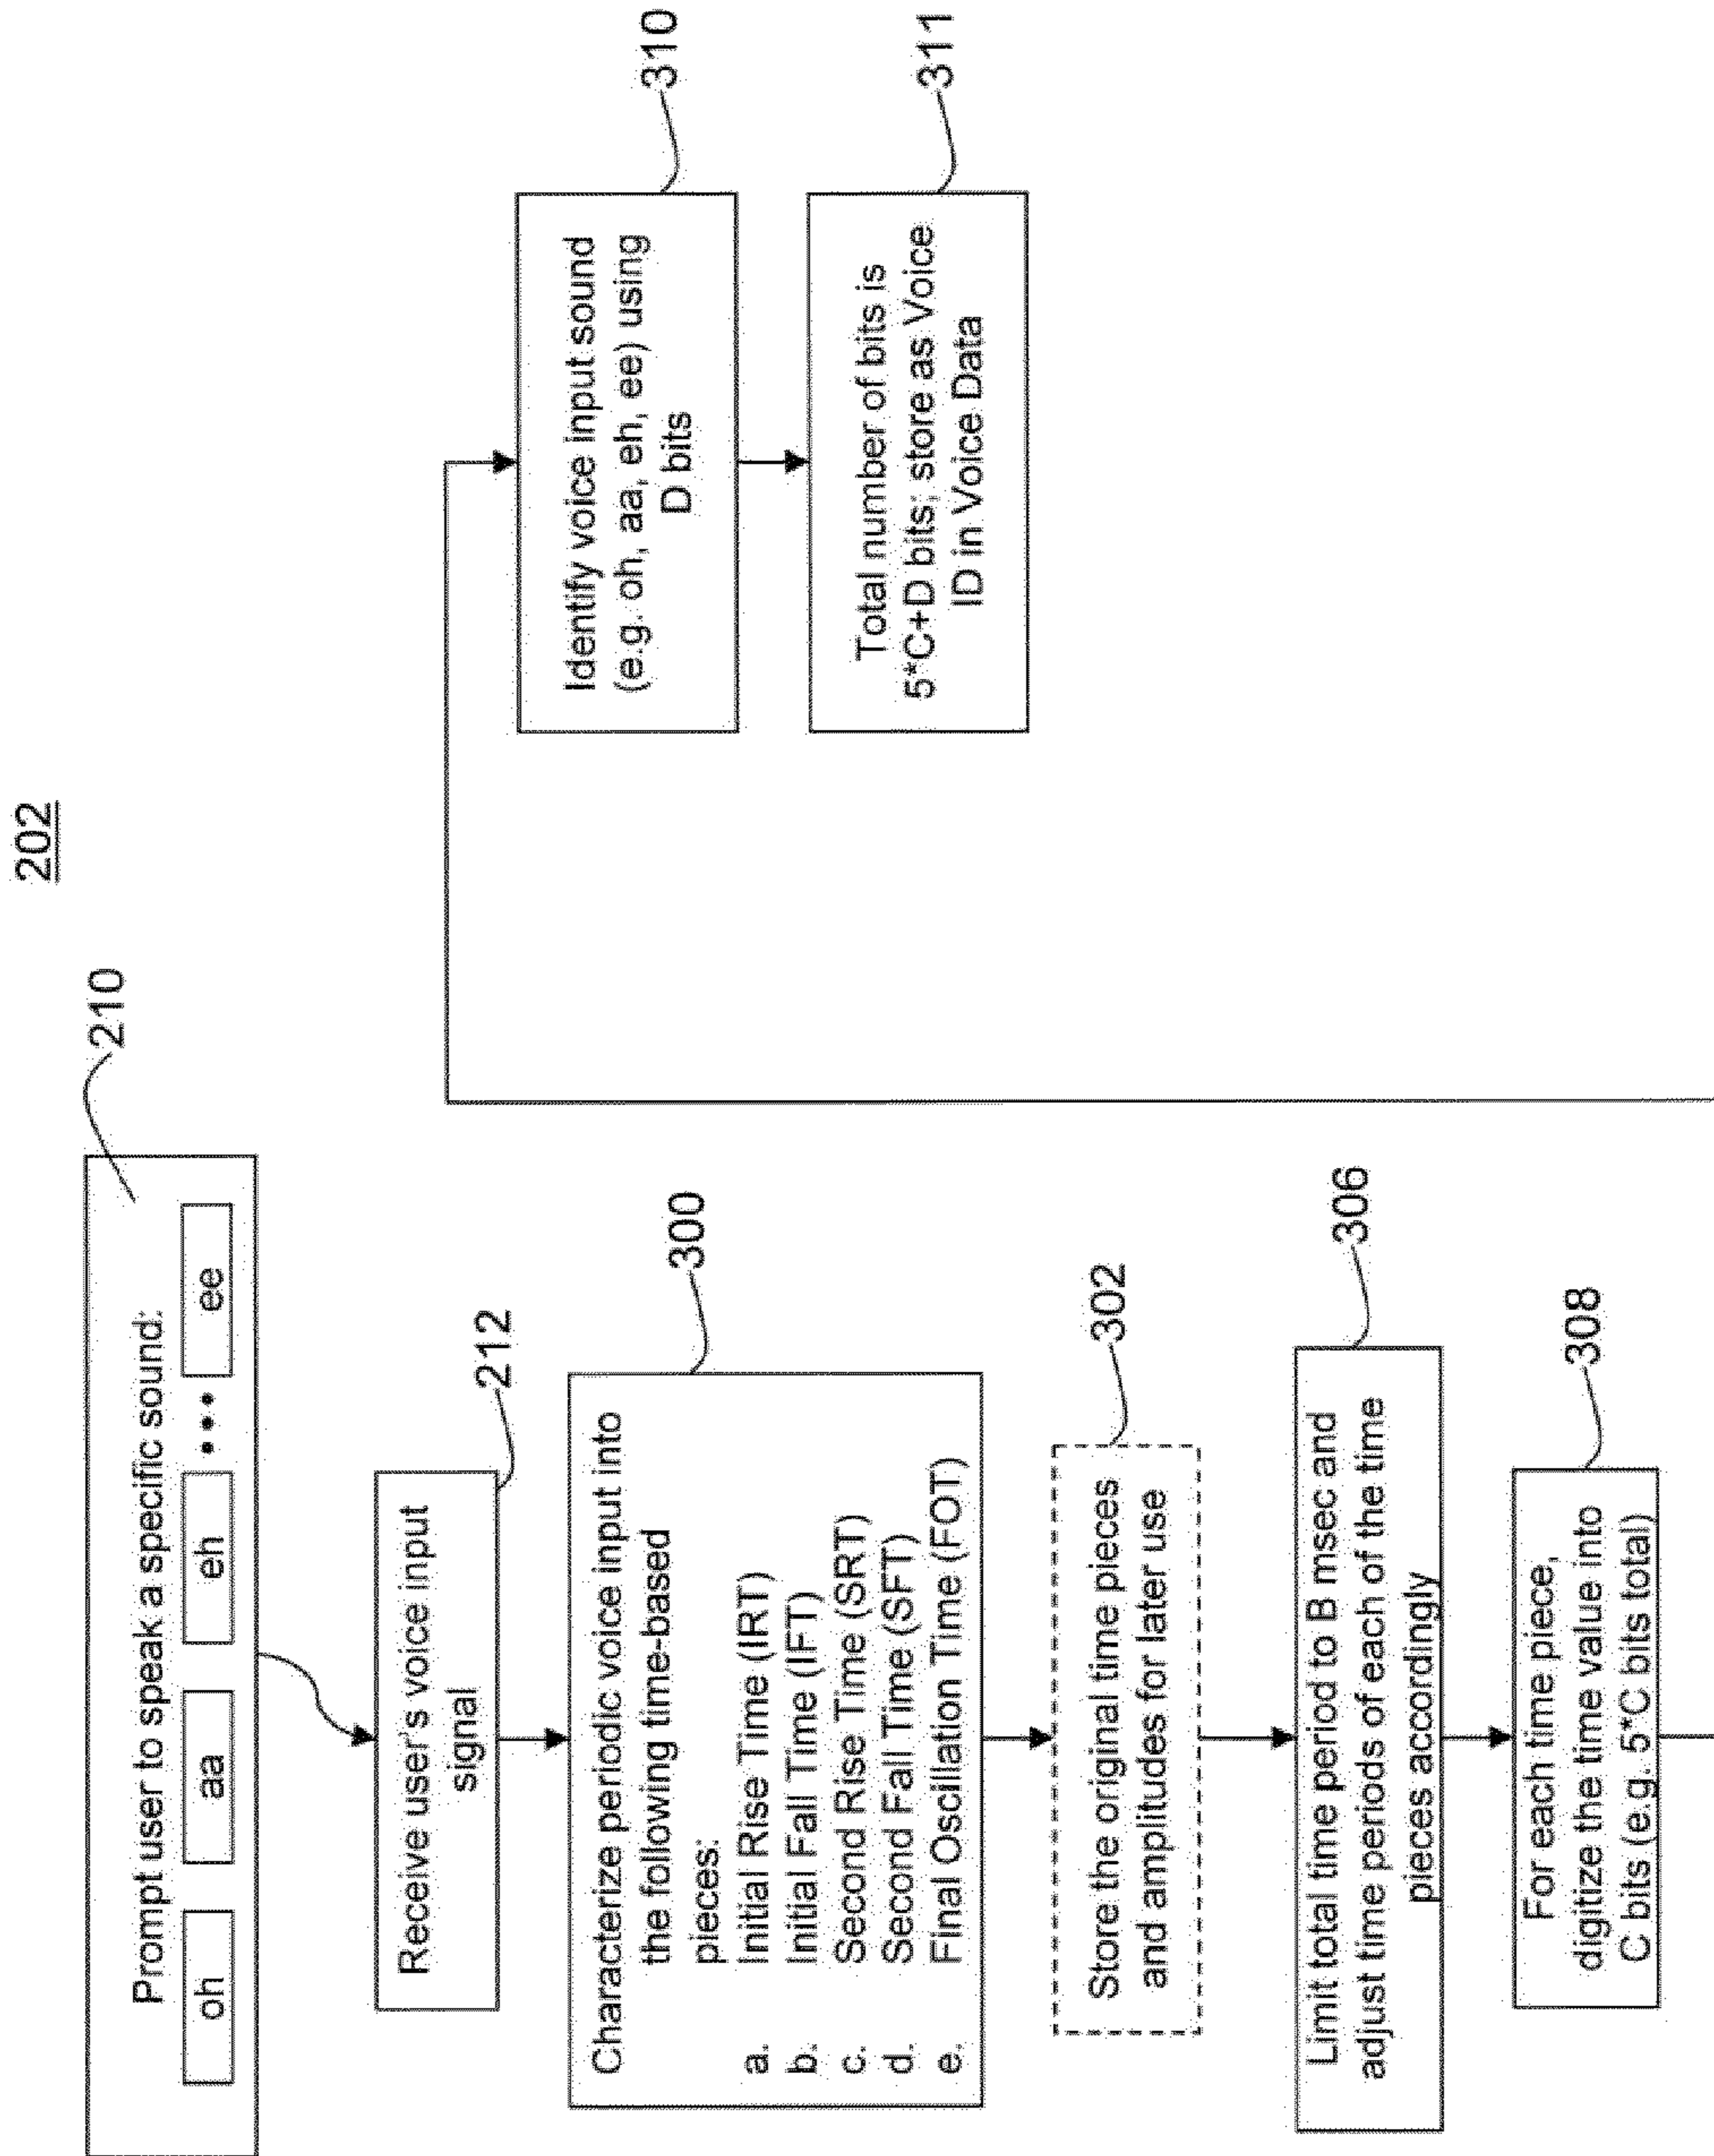 202
Prompt user to speak a specific sound:
oh aa eh ••• ee
210
Receive user's voice input
signal
212
Characterize periodic voice input into
the following time-based
pieces:
a. Initial Rise Time (IRT)
b. Initial Fall Time (IFT)
c. Second Rise Time (SRT)
d. Second Fall Time (SFT)
e. Final Oscillation Time (FOT)
300
Store the original time pieces
and amplitudes for later use
302
Limit total time period to B msec and
adjust time periods of each of the time
pieces accordingly
306
For each time piece,
digitize the time value into
C bits (e.g. 5*C bits total)
308
Identify voice input sound
(e.g. oh, aa, eh, ee) using
D bits
310
Total number of bits is
5*C+D bits; store as Voice
ID in Voice Data
311